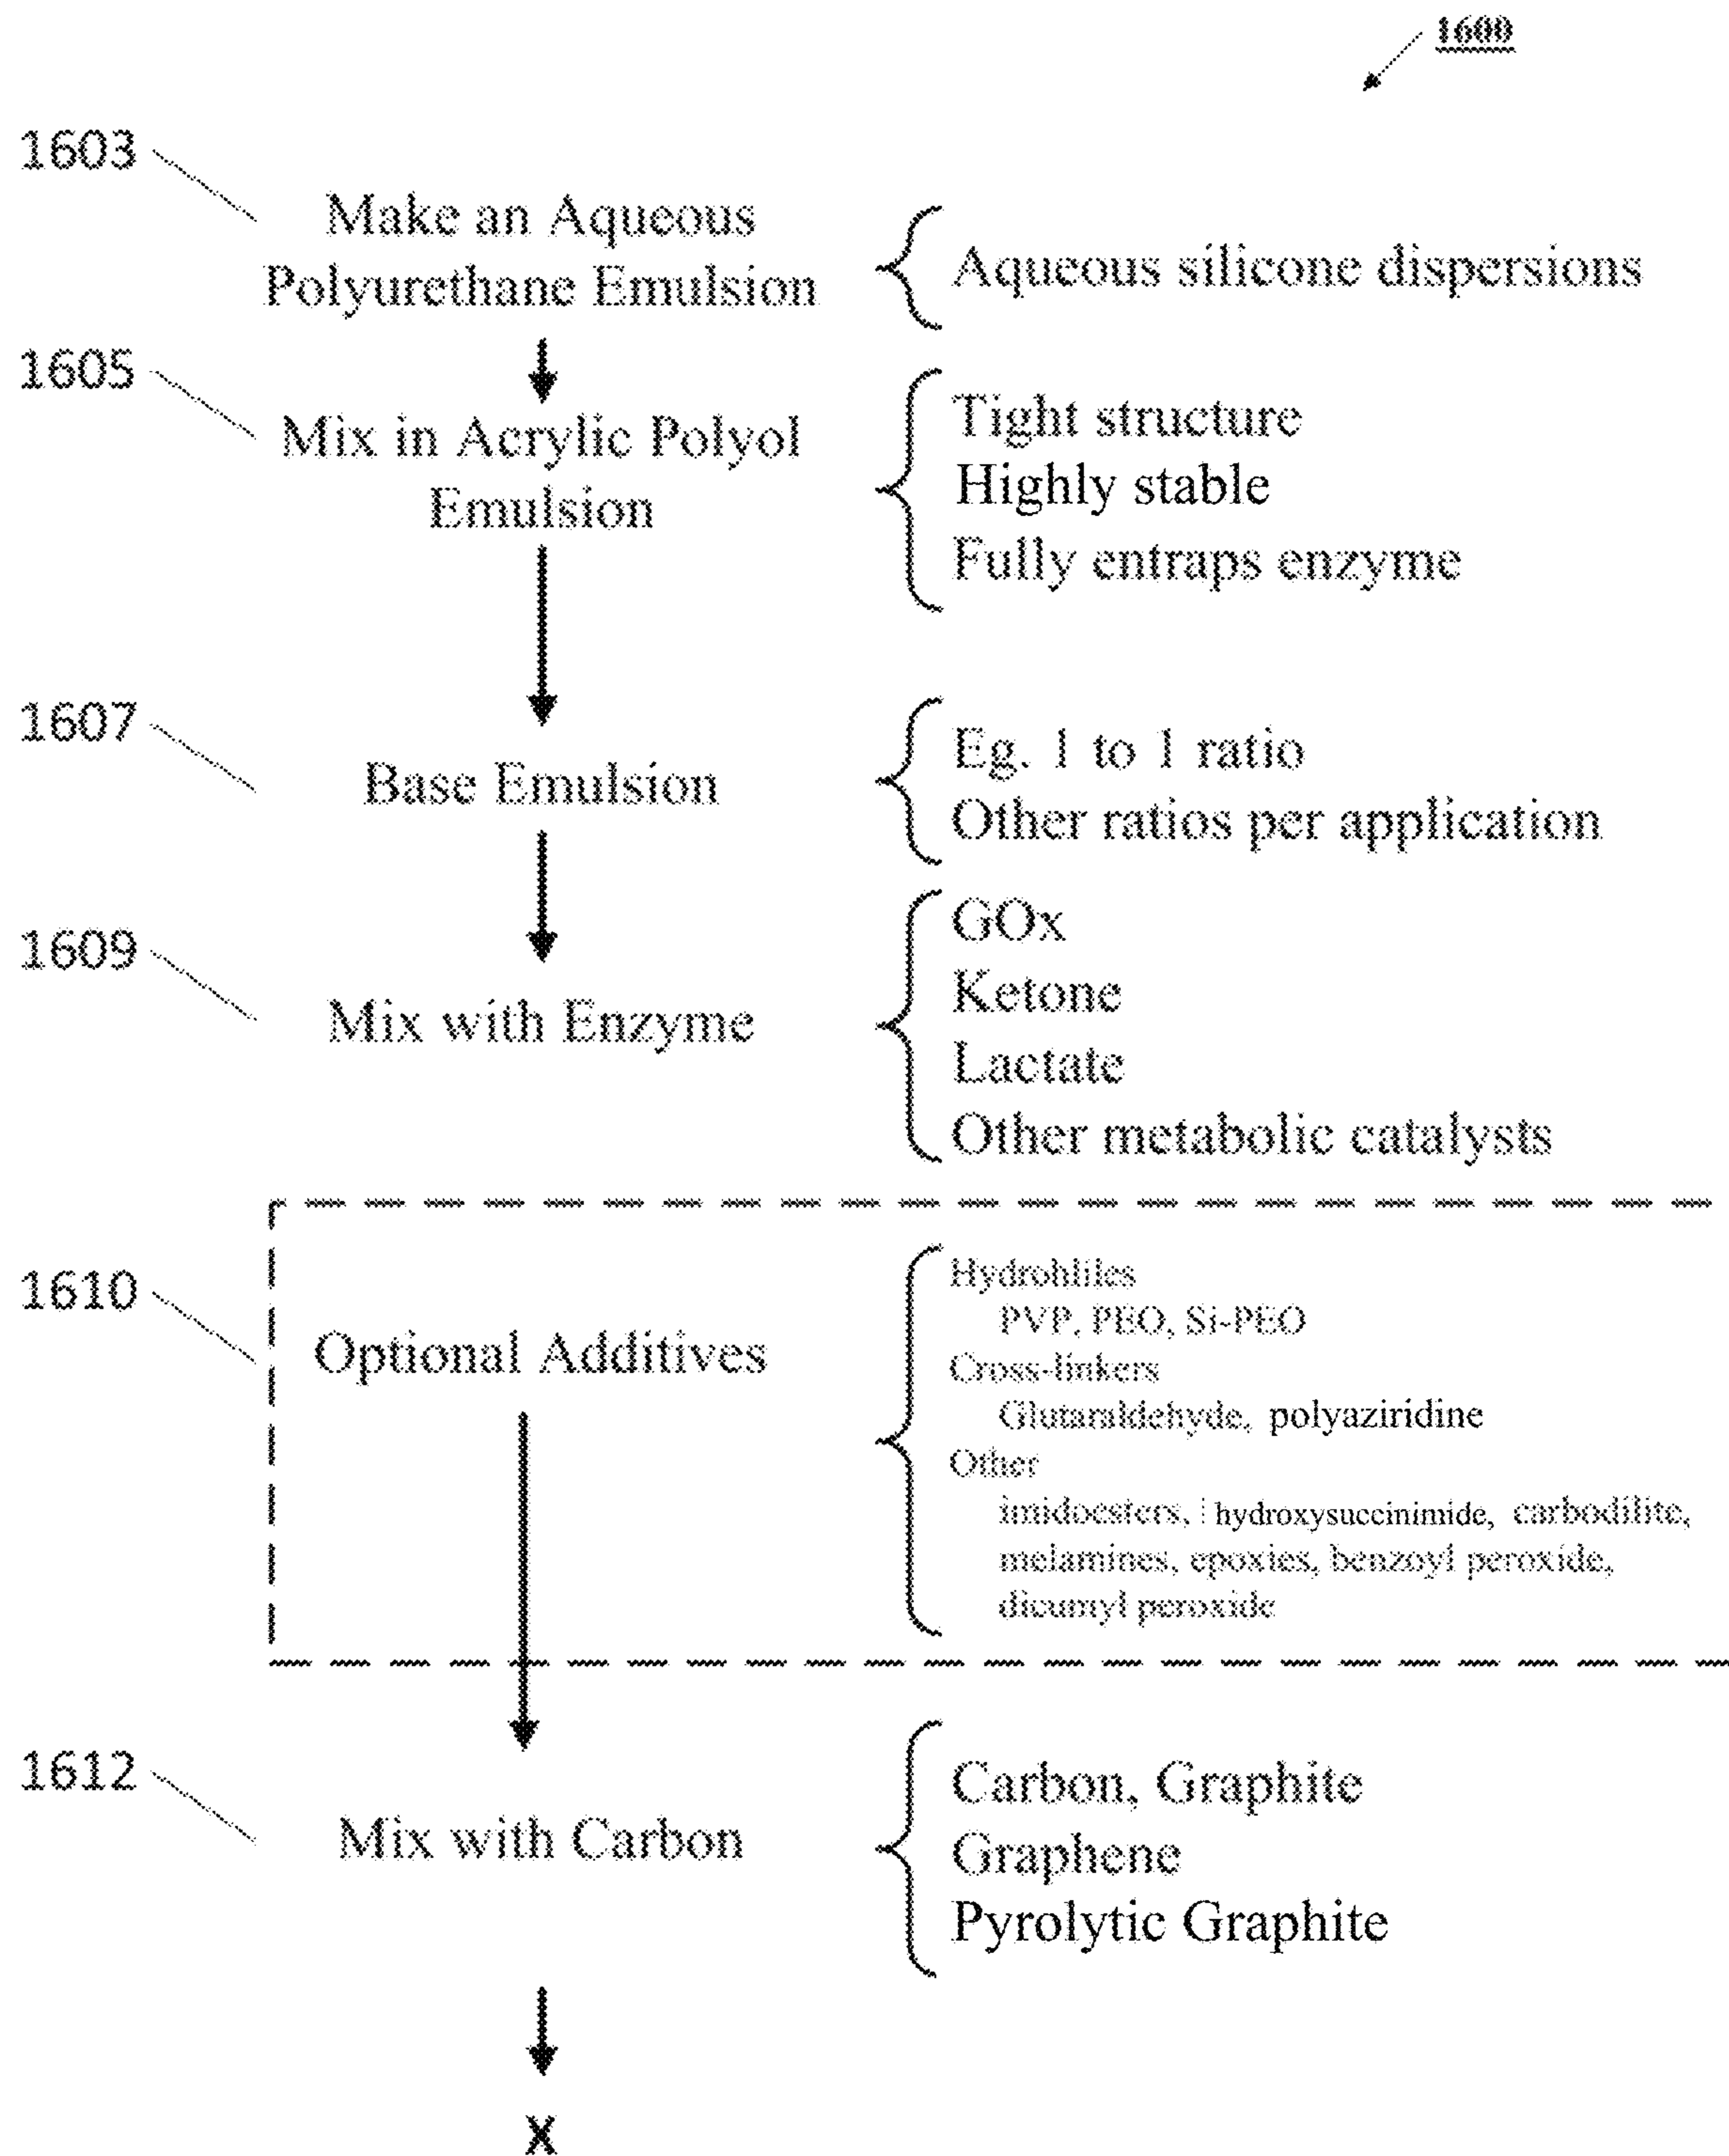 1600
1603
Make an Aqueous
Polyurethane Emulsion
Aqueous silicone dispersions
1605
Mix in Acrylic Polyol
Emulsion
Tight structure
Highly stable
Fully entraps enzyme
1607
Base Emulsion
Eg. 1 to 1 ratio
Other ratios per application
1609
Mix with Enzyme
GOx
Ketone
Lactate
Other metabolic catalysts
1610
Optional Additives
Hydrohliles
PVP, PEO, Si-PEO
Cross-linkers
Glutaraldehyde, polyaziridine
Other
imidoesters, hydroxysuccinimide, carbodilite,
melamines, epoxies, benzoyl peroxide,
dicumyl peroxide
1612
Mix with Carbon
Carbon, Graphite
Graphene
Pyrolytic Graphite
X